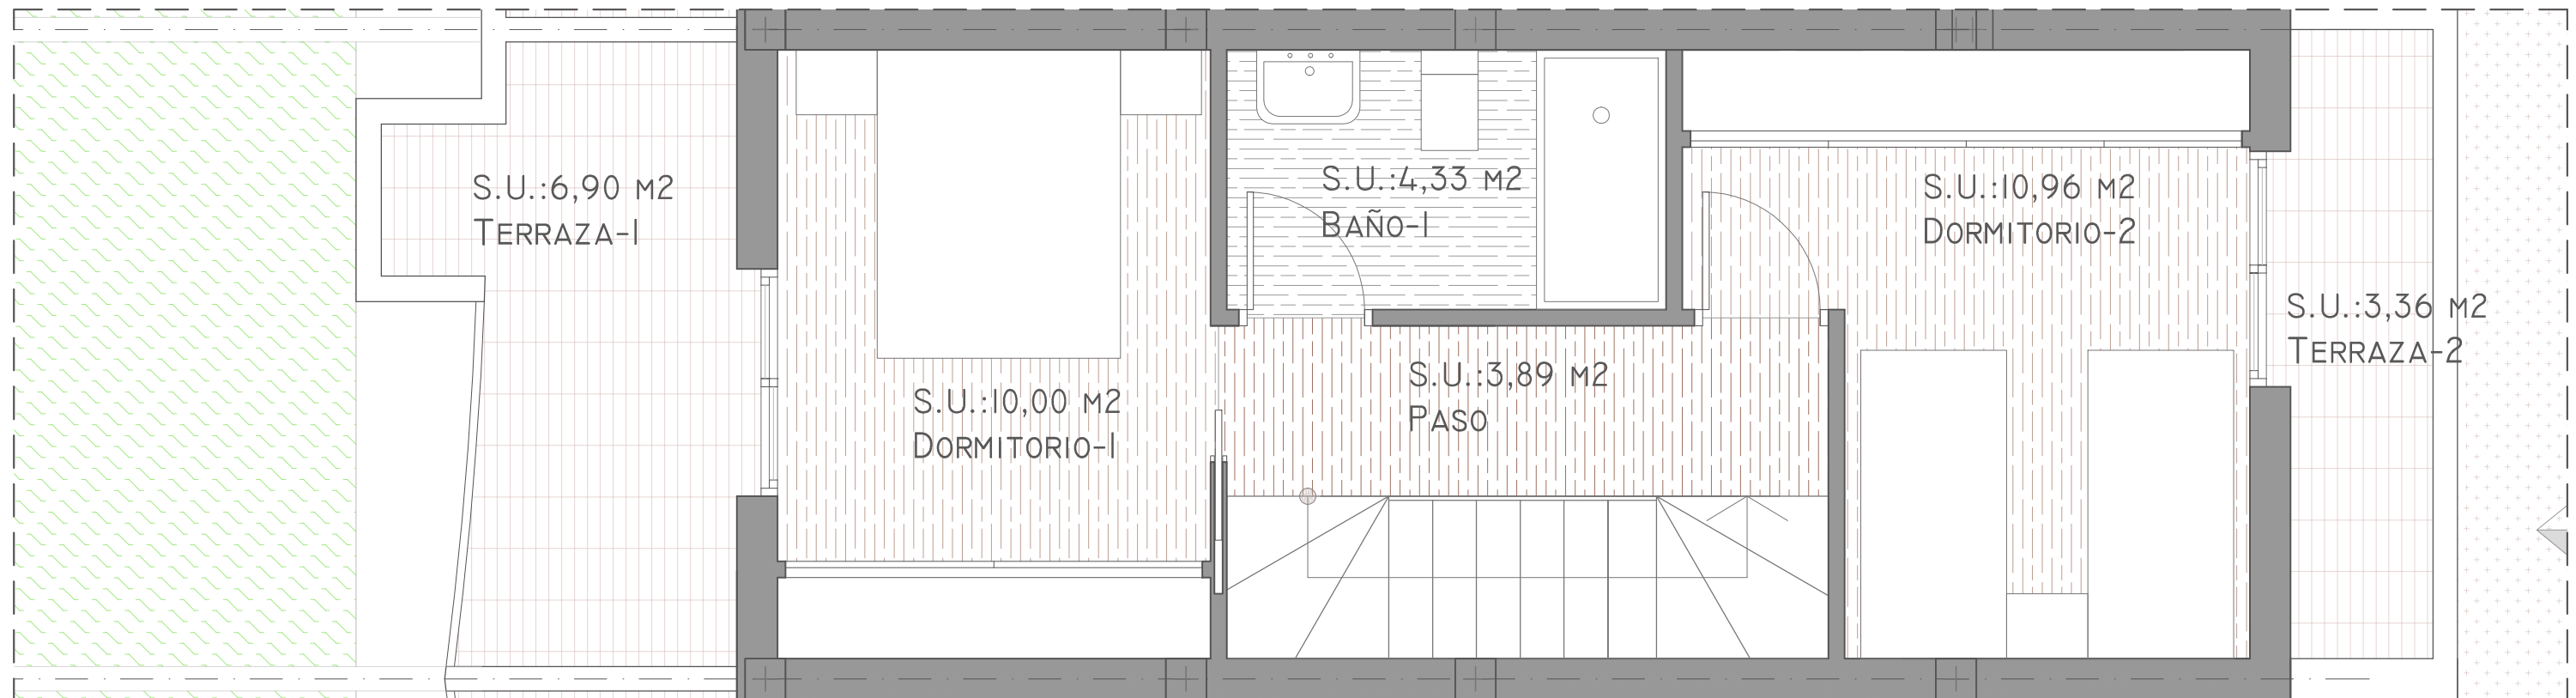 S.U.:6,90 m2
Terraza-1
S.U.:10,00 m2
Dormitorio-1
S.U.:4,33 m2
Baño-1
S.U.:3,89 m2
Paso
S.U.:10,96 m2
Dormitorio-2
S.U.:3,36 m2
Terraza-2